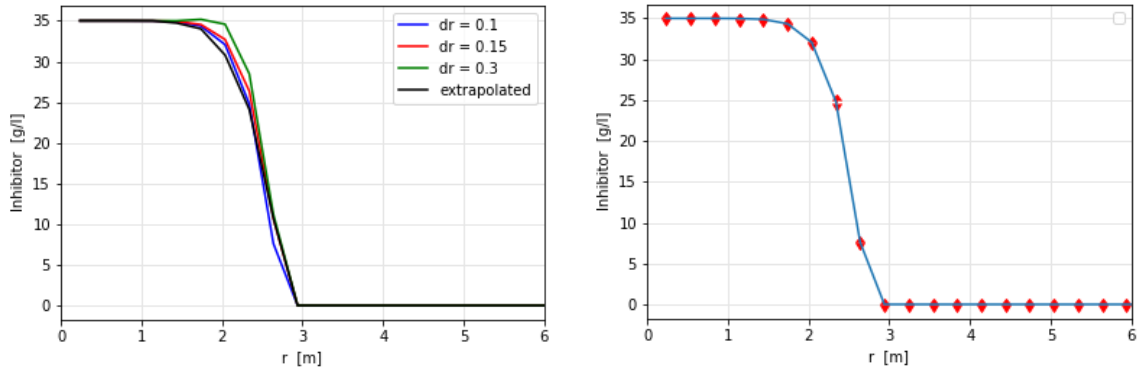 35
30
25
20
15
10
5
0
Inhibitor [g/l]
0 1 2 3 4 5 6
r [m]
dr = 0.1
dr = 0.15
dr = 0.3
extrapolated
35
30
25
20
15
10
5
0
Inhibitor [g/l]
0 1 2 3 4 5 6
r [m]